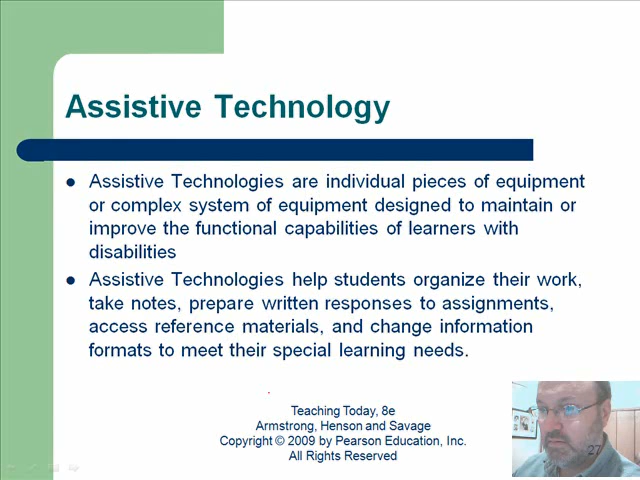 Assistive Technology
Assistive Technologies are individual pieces of equipment
or complex system of equipment designed to maintain or
improve the functional capabilities of learners with
disabilities
Assistive Technologies help students organize their work,
take notes, prepare written responses to assignments,
access reference materials, and change information
formats to meet their special learning needs.
Teaching Today, 8e
Armstrong, Henson and Savage
Copyright © 2009 by Pearson Education, Inc.
All Rights Reserved
27